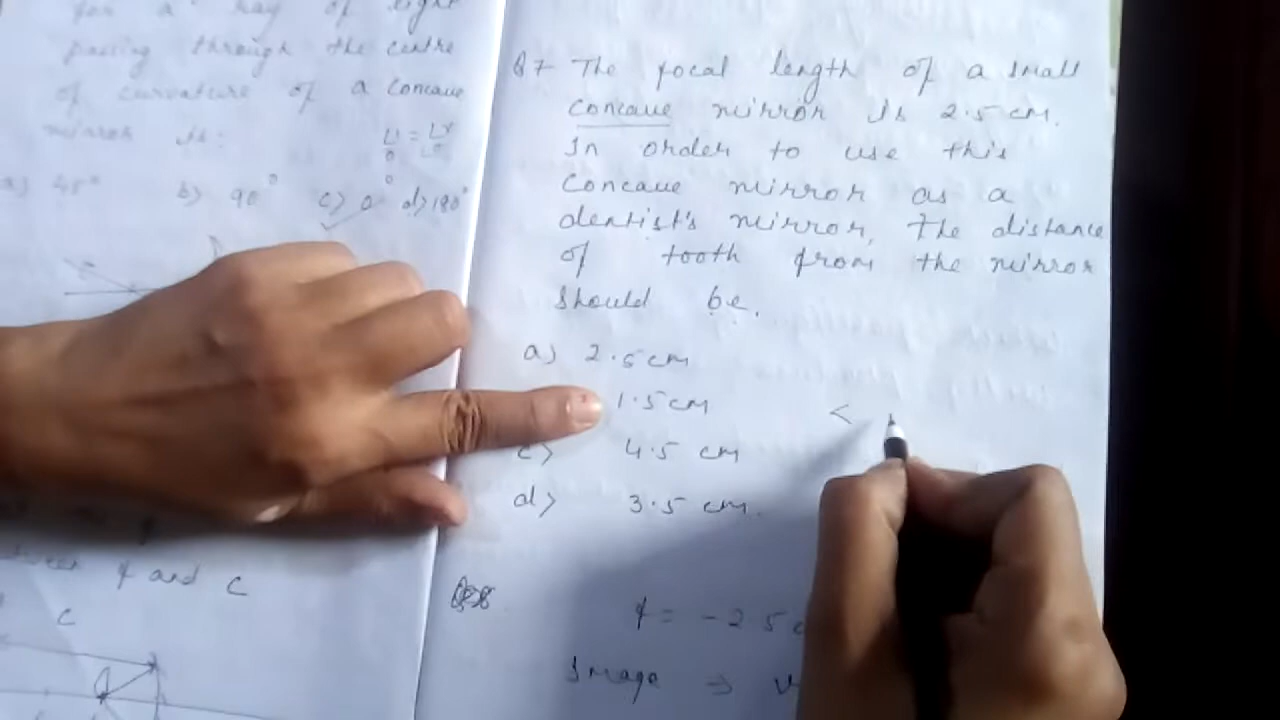 for a ray of light
passing through the centre
of curvature of a concave
mirror is:
a) 45° b) 90° c) 0° d) 180°
and C
C
Q7 The focal length of a small
concave mirror is 2.5 cm.
In order to use this
concave mirror as a
dentist's mirror, the distance
of tooth from the mirror
should be.
a) 2.5 cm
1.5 cm <
c) 4.5 cm
d) 3.5 cm.
f = -2.5
Image →